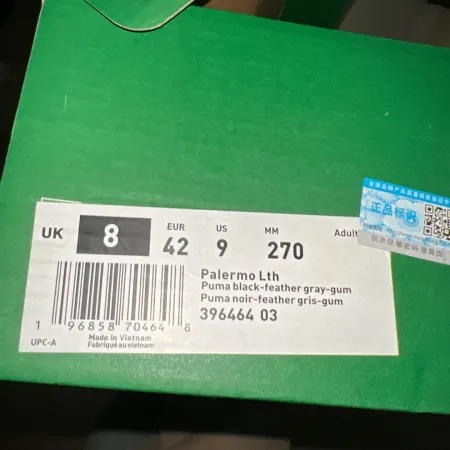 正品标识
UK 8 EUR 42 US 9 MM 270 Adult
Palermo Lth
Puma black-feather gray-gum
Puma noir-feather gris-gum
396464 03
1 96858 70464 8
UPC-A
Made in Vietnam
Fabriqué au vietnam